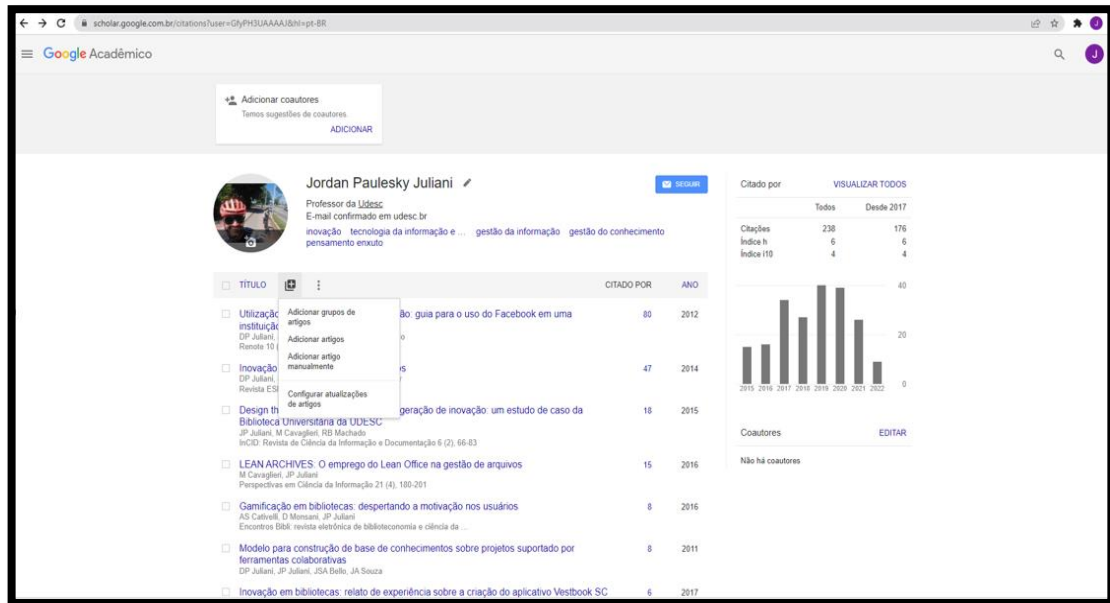 scholar.google.com.br/citations?user=GfyPH3UAAAAJ&hl=pt-BR
J
Google Acadêmico
J
Adicionar coautores
Temos sugestões de coautores.
ADICIONAR
Jordan Paulesky Juliani
SEGUIR
Professor da Udesc
E-mail confirmado em udesc.br
inovação tecnologia da informação e ... gestão da informação gestão do conhecimento
pensamento enxuto
Citado por VISUALIZAR TODOS
Todos Desde 2017
Citações 238 176
Índice h 6 6
Índice i10 4 4
40
20
0
2015 2016 2017 2018 2019 2020 2021 2022
Coautores EDITAR
Não há coautores
TÍTULO CITADO POR ANO
Adicionar grupos de
artigos
Adicionar artigos
Adicionar artigo
manualmente
Configurar atualizações
de artigos
Utilizaç ão: guia para o uso do Facebook em uma 80 2012
instituiç
DP Juliani,
Renote 10
Inovação os 47 2014
DP Juliani,
Revista ES
Design th geração de inovação: um estudo de caso da 18 2015
Biblioteca Universitária da UDESC
JP Juliani, M Cavaglieri, RB Machado
InCID: Revista de Ciência da Informação e Documentação 6 (2), 66-83
LEAN ARCHIVES: O emprego do Lean Office na gestão de arquivos 15 2016
M Cavaglieri, JP Juliani
Perspectivas em Ciência da Informação 21 (4), 180-201
Gamificação em bibliotecas: despertando a motivação nos usuários 8 2016
AS Cativelli, D Monsani, JP Juliani
Encontros Bibli: revista eletrônica de biblioteconomia e ciência da ...
Modelo para construção de base de conhecimentos sobre projetos suportado por 8 2011
ferramentas colaborativas
DP Juliani, JP Juliani, JSA Bello, JA Souza
Inovação em bibliotecas: relato de experiência sobre a criação do aplicativo Vestbook SC 6 2017